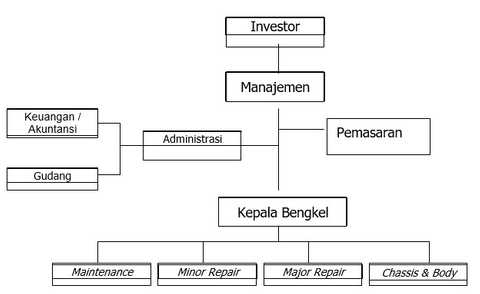 Investor
Manajemen
Keuangan /
Akuntansi
Administrasi
Pemasaran
Gudang
Kepala Bengkel
Maintenance
Minor Repair
Major Repair
Chassis & Body